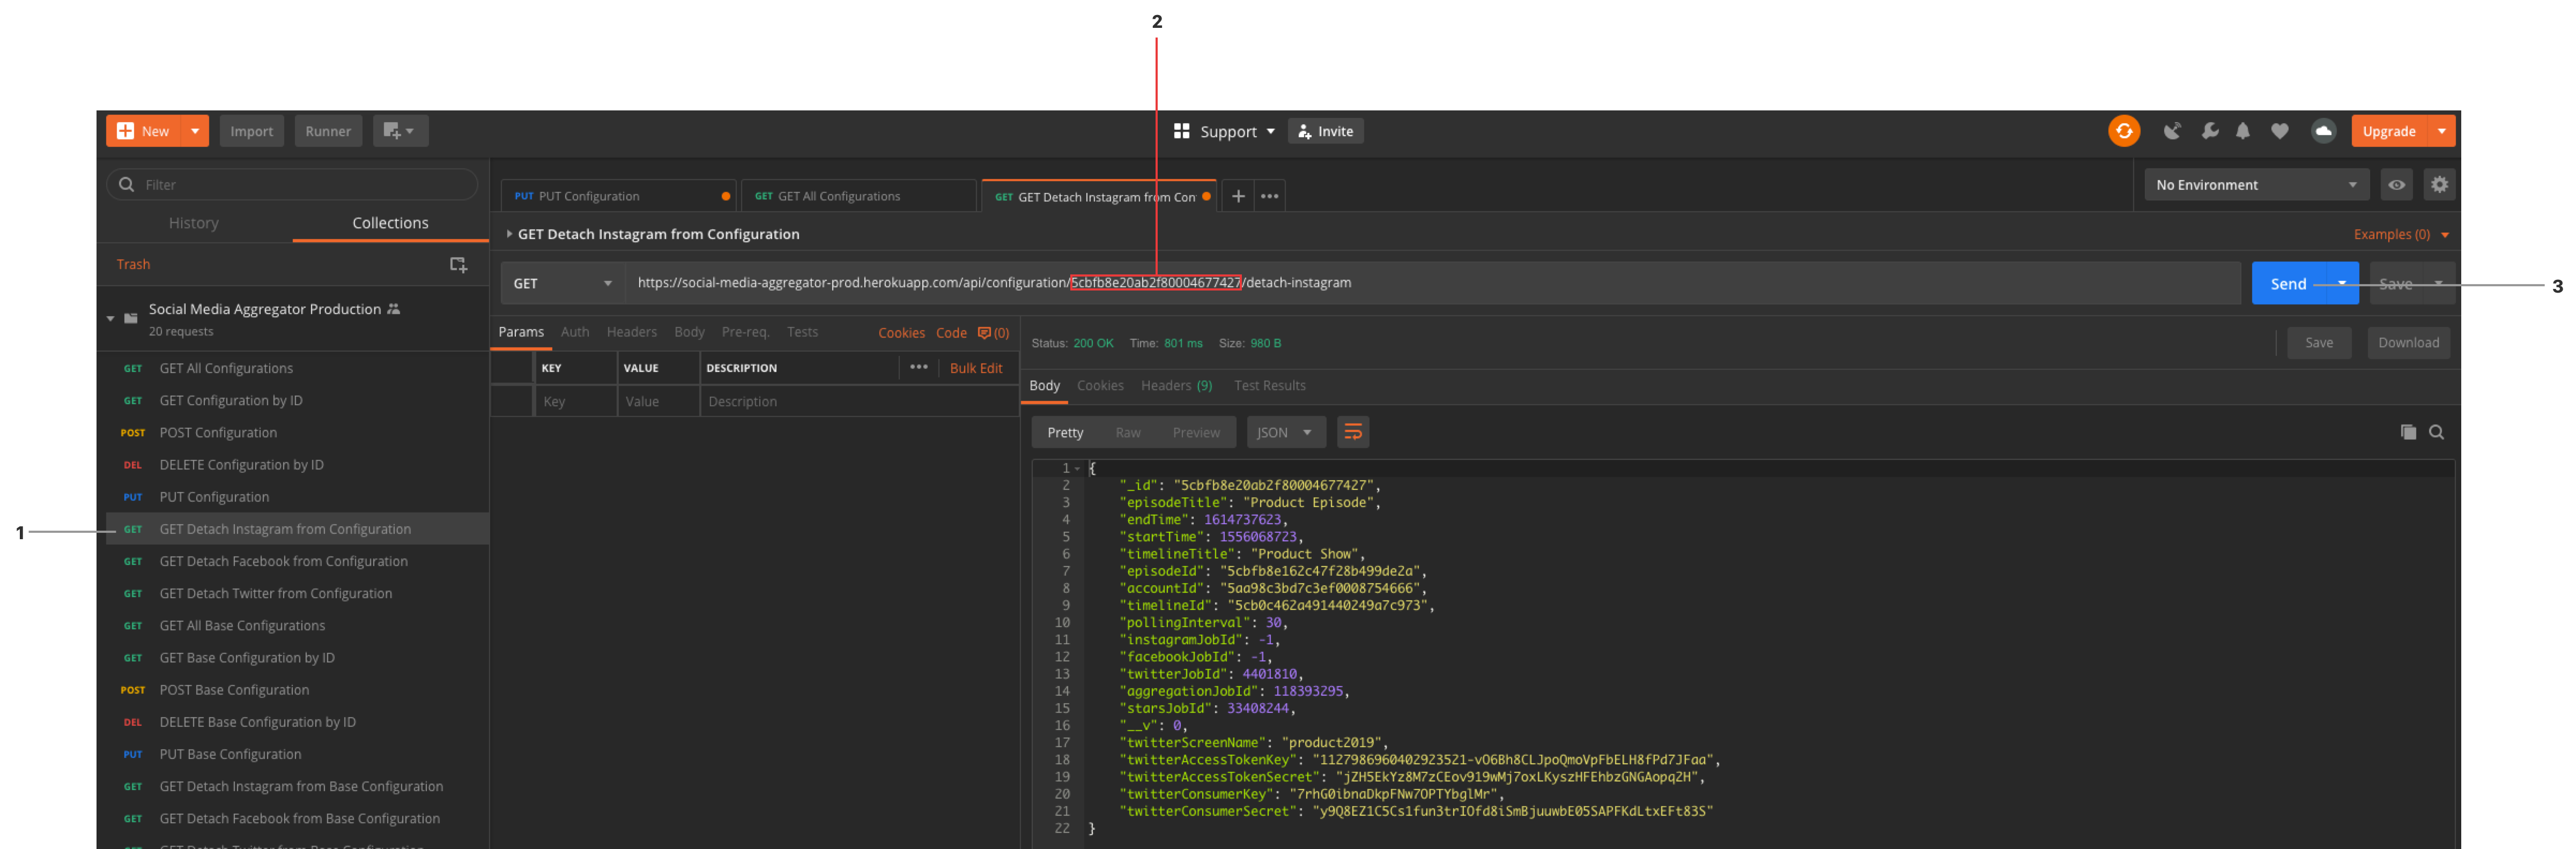 2
New
Import
Runner
Support
Invite
Upgrade
Filter
History
Collections
Trash
Social Media Aggregator Production
20 requests
GET GET All Configurations
GET GET Configuration by ID
POST POST Configuration
DEL DELETE Configuration by ID
PUT PUT Configuration
1
GET GET Detach Instagram from Configuration
GET GET Detach Facebook from Configuration
GET GET Detach Twitter from Configuration
GET GET All Base Configurations
GET GET Base Configuration by ID
POST POST Base Configuration
DEL DELETE Base Configuration by ID
PUT PUT Base Configuration
GET GET Detach Instagram from Base Configuration
GET GET Detach Facebook from Base Configuration
GET GET Detach Twitter from Base Configuration
PUT PUT Configuration
GET GET All Configurations
GET GET Detach Instagram from Con
No Environment
GET Detach Instagram from Configuration
Examples (0)
GET https://social-media-aggregator-prod.herokuapp.com/api/configuration/5cbfb8e20ab2f80004677427/detach-instagram
Send
Save
3
Params Auth Headers Body Pre-req. Tests Cookies Code (0)
KEY VALUE DESCRIPTION Bulk Edit
Key Value Description
Status: 200 OK Time: 801 ms Size: 980 B
Save
Download
Body Cookies Headers (9) Test Results
Pretty Raw Preview JSON
1 {
2 "_id": "5cbfb8e20ab2f80004677427",
3 "episodeTitle": "Product Episode",
4 "endTime": 1614737623,
5 "startTime": 1556068723,
6 "timelineTitle": "Product Show",
7 "episodeId": "5cbfb8e162c47f28b499de2a",
8 "accountId": "5aa98c3bd7c3ef0008754666",
9 "timelineId": "5cb0c462a491440249a7c973",
10 "pollingInterval": 30,
11 "instagramJobId": -1,
12 "facebookJobId": -1,
13 "twitterJobId": 4401810,
14 "aggregationJobId": 118393295,
15 "starsJobId": 33408244,
16 "__v": 0,
17 "twitterScreenName": "product2019",
18 "twitterAccessTokenKey": "1127986960402923521-vO6Bh8CLJpoQmoVpFbELH8fPd7JFaa",
19 "twitterAccessTokenSecret": "jZH5EkYz8M7zCEov919wMj7oxLKyszHFEhbzGNGAopq2H",
20 "twitterConsumerKey": "7rhG0ibnaDkpFNw7OPTYbglMr",
21 "twitterConsumerSecret": "y9Q8EZ1C5Cs1fun3trIOfd8iSmBjuuwbE05SAPFKdLtxEFt83S"
22 }